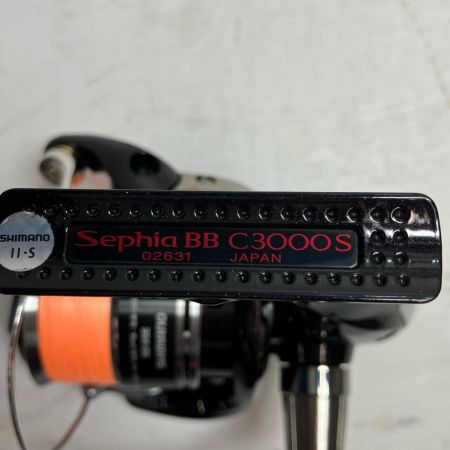 SHIMANO
11-S
Sephia BB C3000S
02631 JAPAN